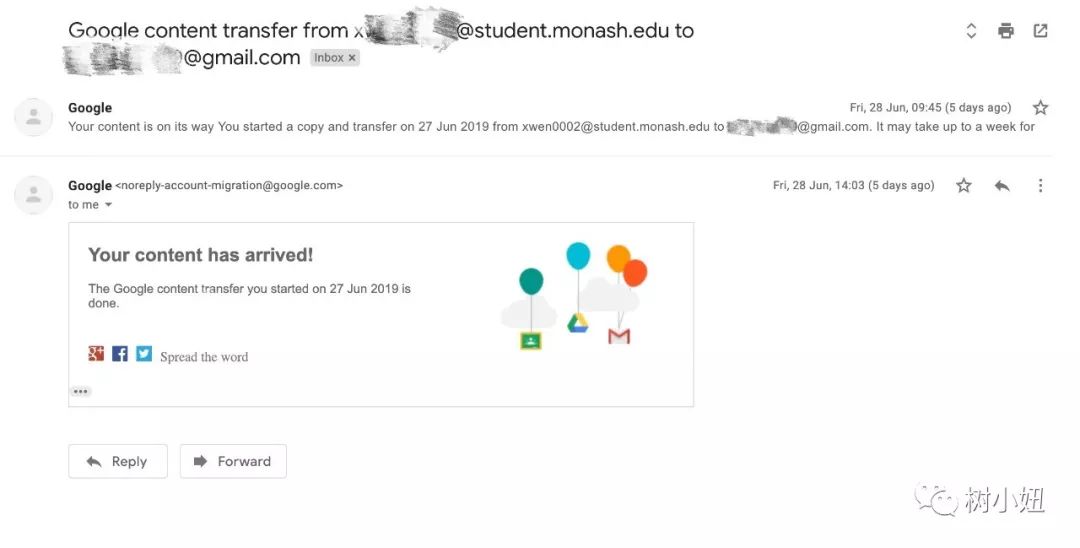 Google content transfer from @student.monash.edu to
@gmail.com Inbox ×
Google Fri, 28 Jun, 09:45 (5 days ago)
Your content is on its way You started a copy and transfer on 27 Jun 2019 from xwen0002@student.monash.edu to @gmail.com. It may take up to a week for
Google <noreply-account-migration@google.com> Fri, 28 Jun, 14:03 (5 days ago)
to me
Your content has arrived!
The Google content transfer you started on 27 Jun 2019 is
done.
Spread the word
Reply Forward
树小妞